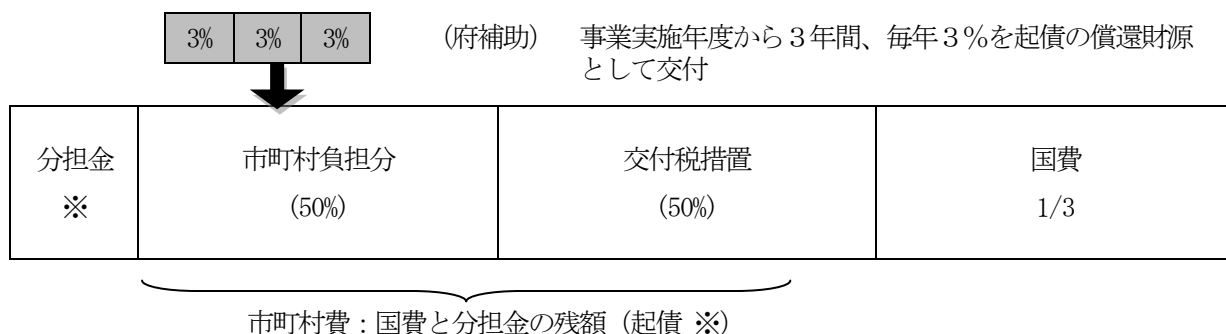 3% 3% 3% (府補助) 事業実施年度から3年間、毎年3%を起債の償還財源
として交付
分担金 市町村負担分 交付税措置 国費
※ (50%) (50%) 1/3
市町村費:国費と分担金の残額(起債 ※)